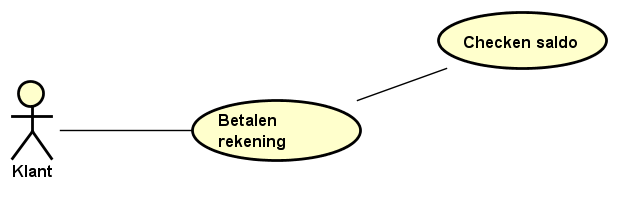 Checken saldo
Betalen
rekening
Klant